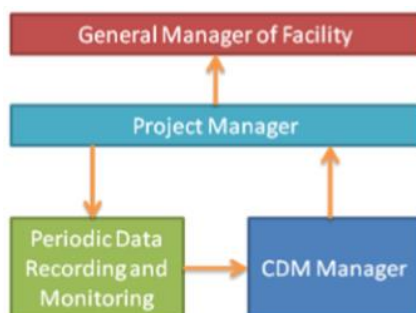 General Manager of Facility
Project Manager
Periodic Data
Recording and
Monitoring
CDM Manager